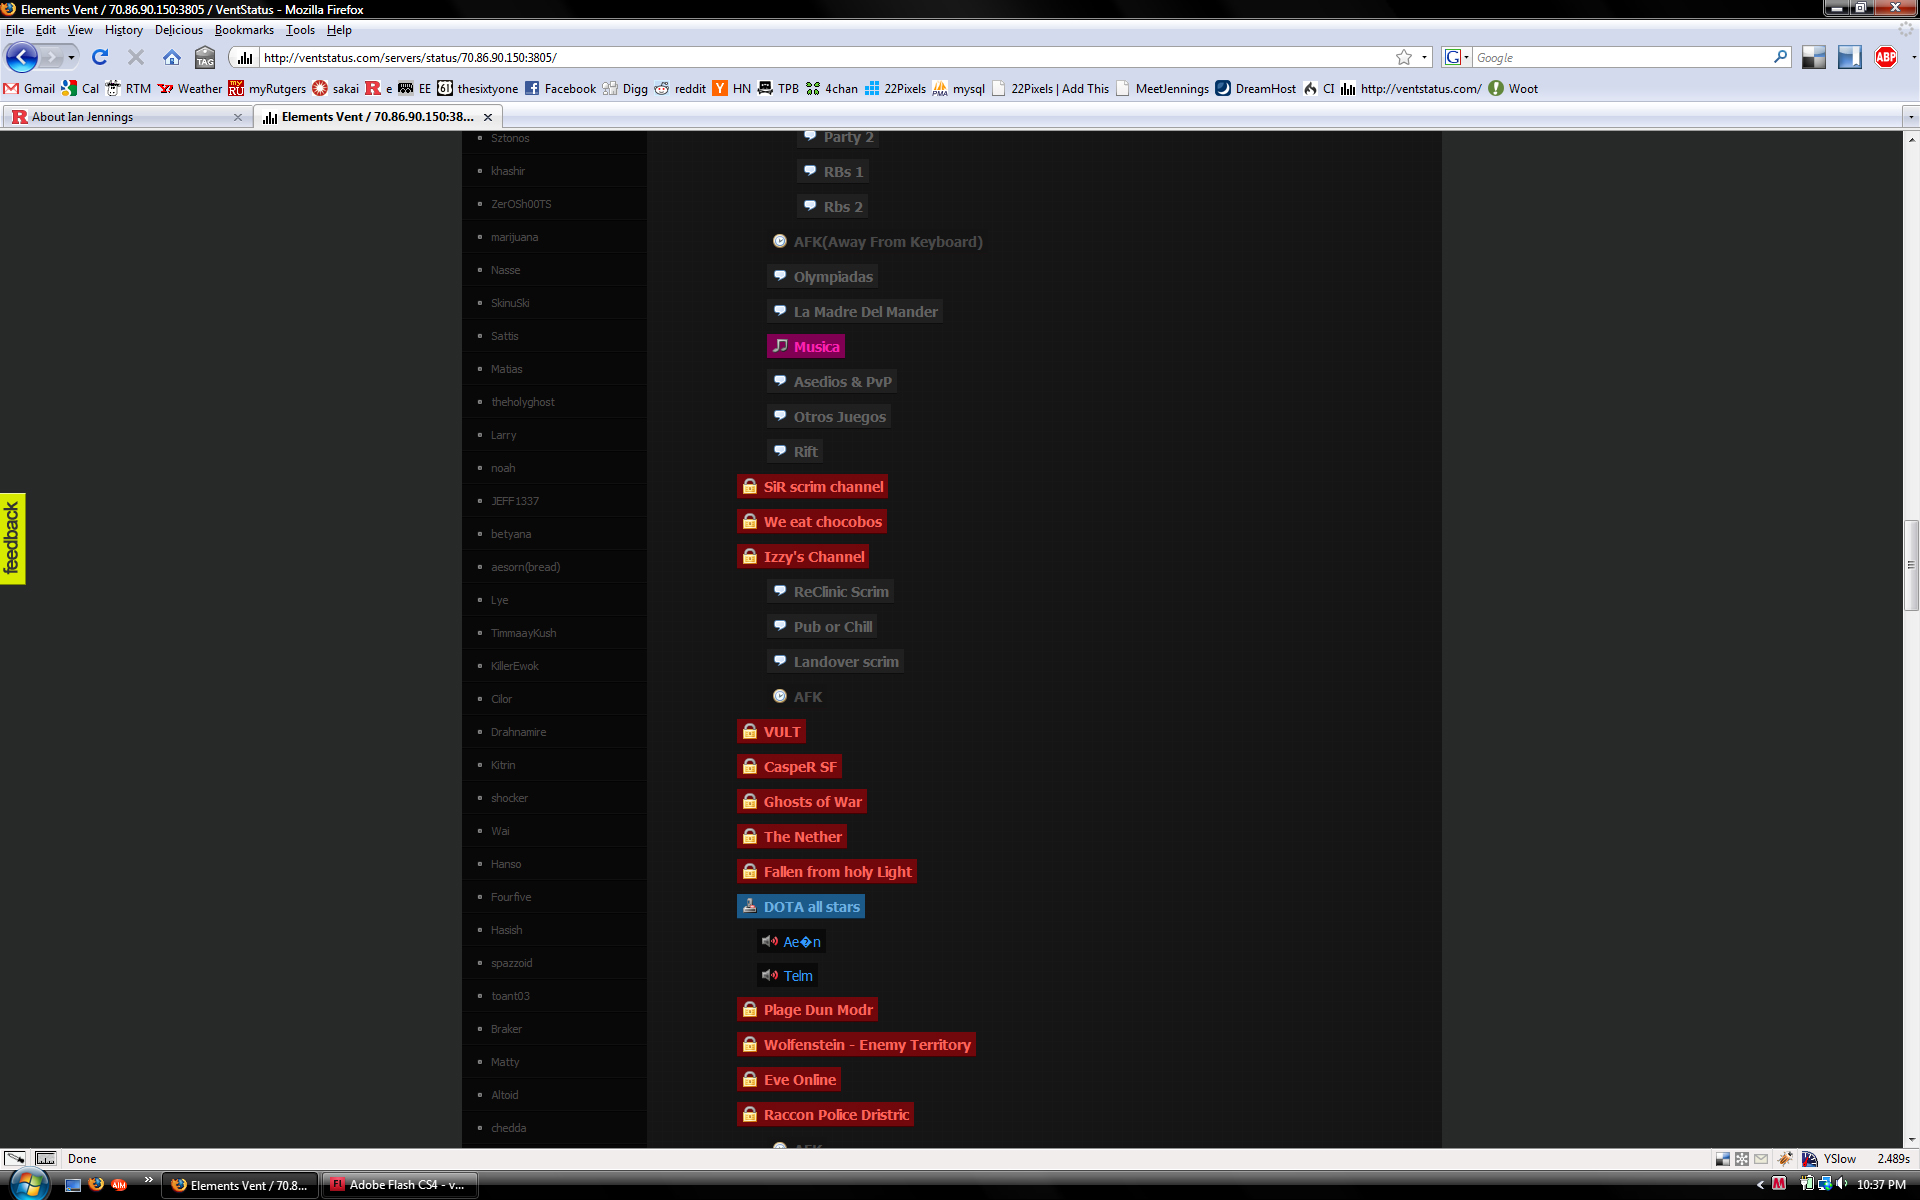 Elements Vent / 70.86.90.150:3805 / VentStatus - Mozilla Firefox
File Edit View History Delicious Bookmarks Tools Help
TAG http://ventstatus.com/servers/status/70.86.90.150:3805/ G Google ABP
Gmail Cal RTM Weather myRutgers sakai e EE thesixtyone Facebook Digg reddit HN TPB 4chan 22Pixels mysql 22Pixels | Add This MeetJennings DreamHost CI http://ventstatus.com/ Woot
About Ian Jennings Elements Vent / 70.86.90.150:38...
Sztonos
khashir
ZerOSh00TS
marijuana
Nasse
SkinuSki
Sattis
Matias
theholyghost
Larry
noah
JEFF1337
betyana
aesorn(bread)
Lye
TimmaayKush
KillerEwok
Cilor
Drahnamire
Kitrin
shocker
Wai
Hanso
Fourfive
Hasish
spazzoid
toant03
Braker
Matty
Altoid
chedda
Party 2
RBs 1
Rbs 2
AFK(Away From Keyboard)
Olympiadas
La Madre Del Mander
Musica
Asedios & PvP
Otros Juegos
Rift
SiR scrim channel
We eat chocobos
Izzy's Channel
ReClinic Scrim
Pub or Chill
Landover scrim
AFK
VULT
CaspeR SF
Ghosts of War
The Nether
Fallen from holy Light
DOTA all stars
Ae�n
Telm
Plage Dun Modr
Wolfenstein - Enemy Territory
Eve Online
Raccon Police Dristric
AFK
feedback
Done YSlow 2.489s
Elements Vent / 70.8... Adobe Flash CS4 - v... 10:37 PM